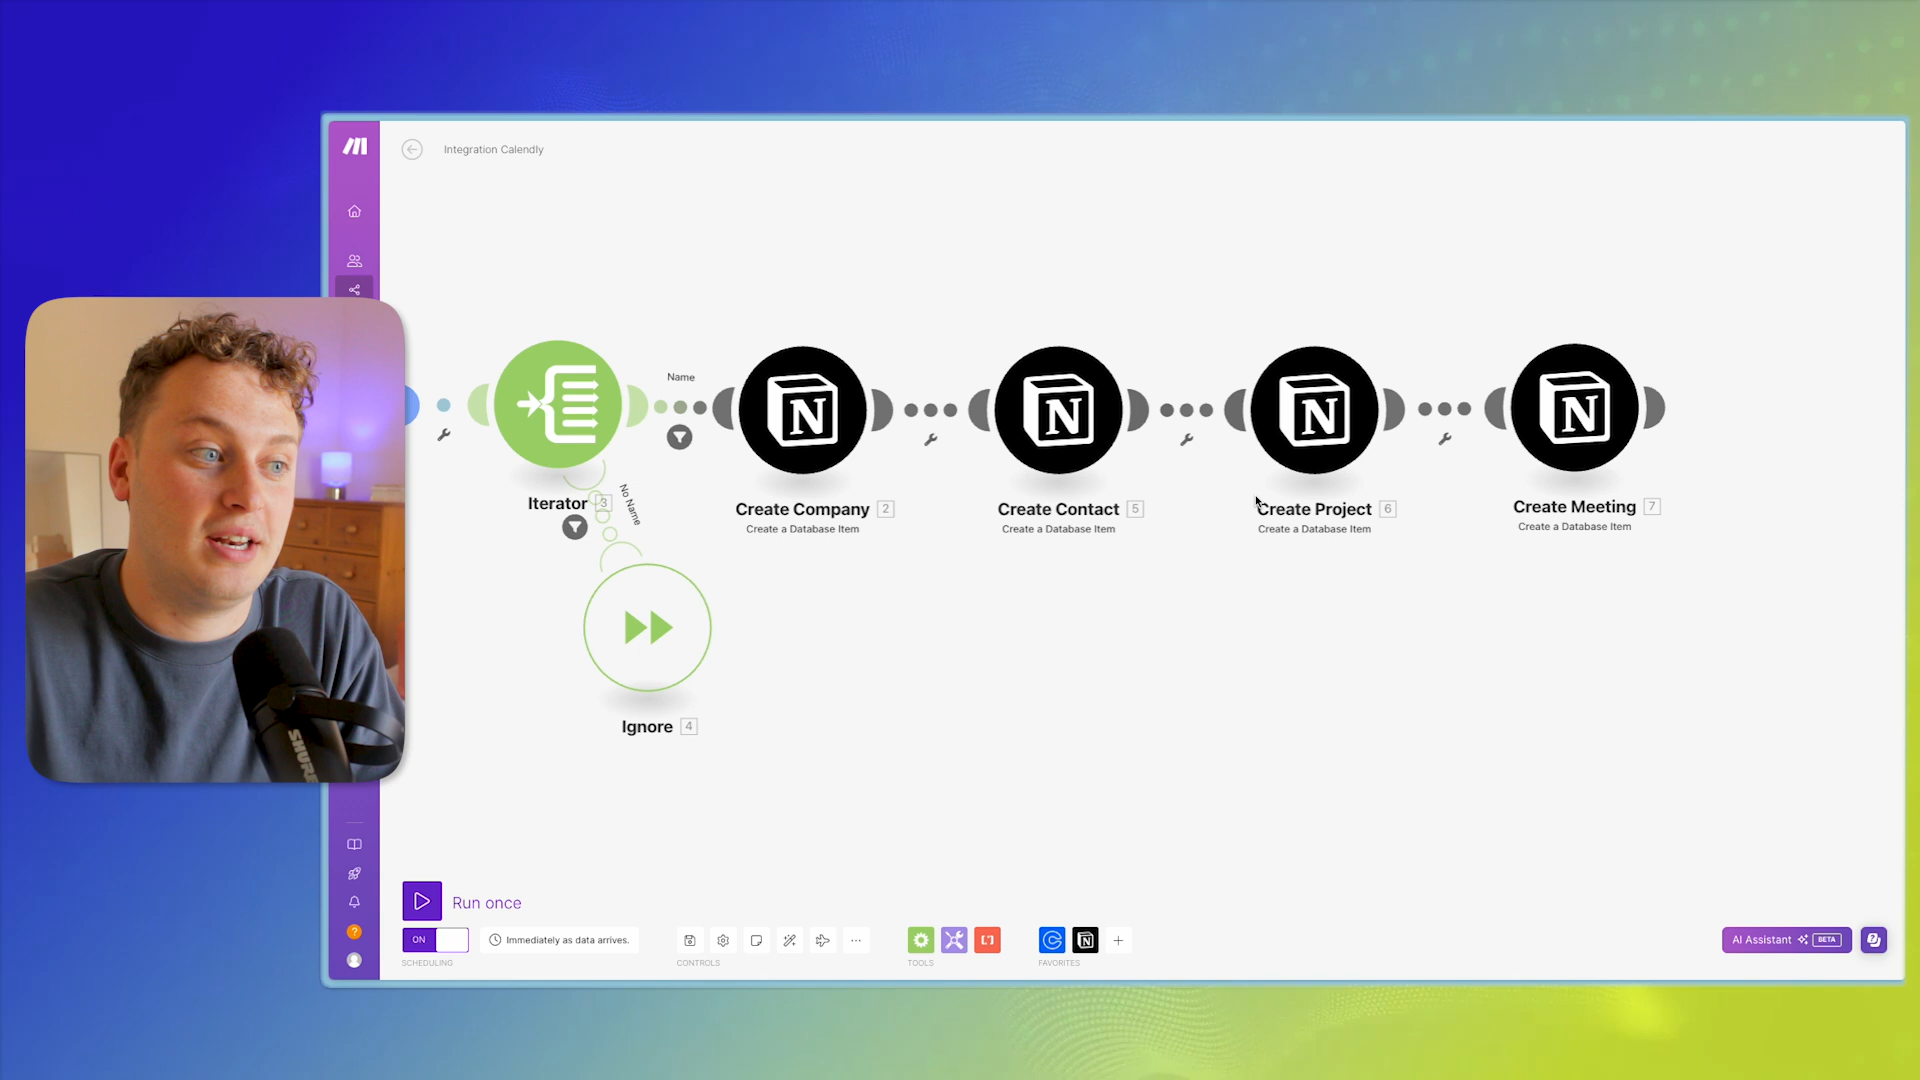 Integration Calendly
Name
No Name
Iterator 3
Create Company 2
Create a Database Item
Create Contact 5
Create a Database Item
Create Project 6
Create a Database Item
Create Meeting 7
Create a Database Item
Ignore 4
SHURE
Run once
ON
Immediately as data arrives.
SCHEDULING
CONTROLS
TOOLS
FAVORITES
AI Assistant BETA